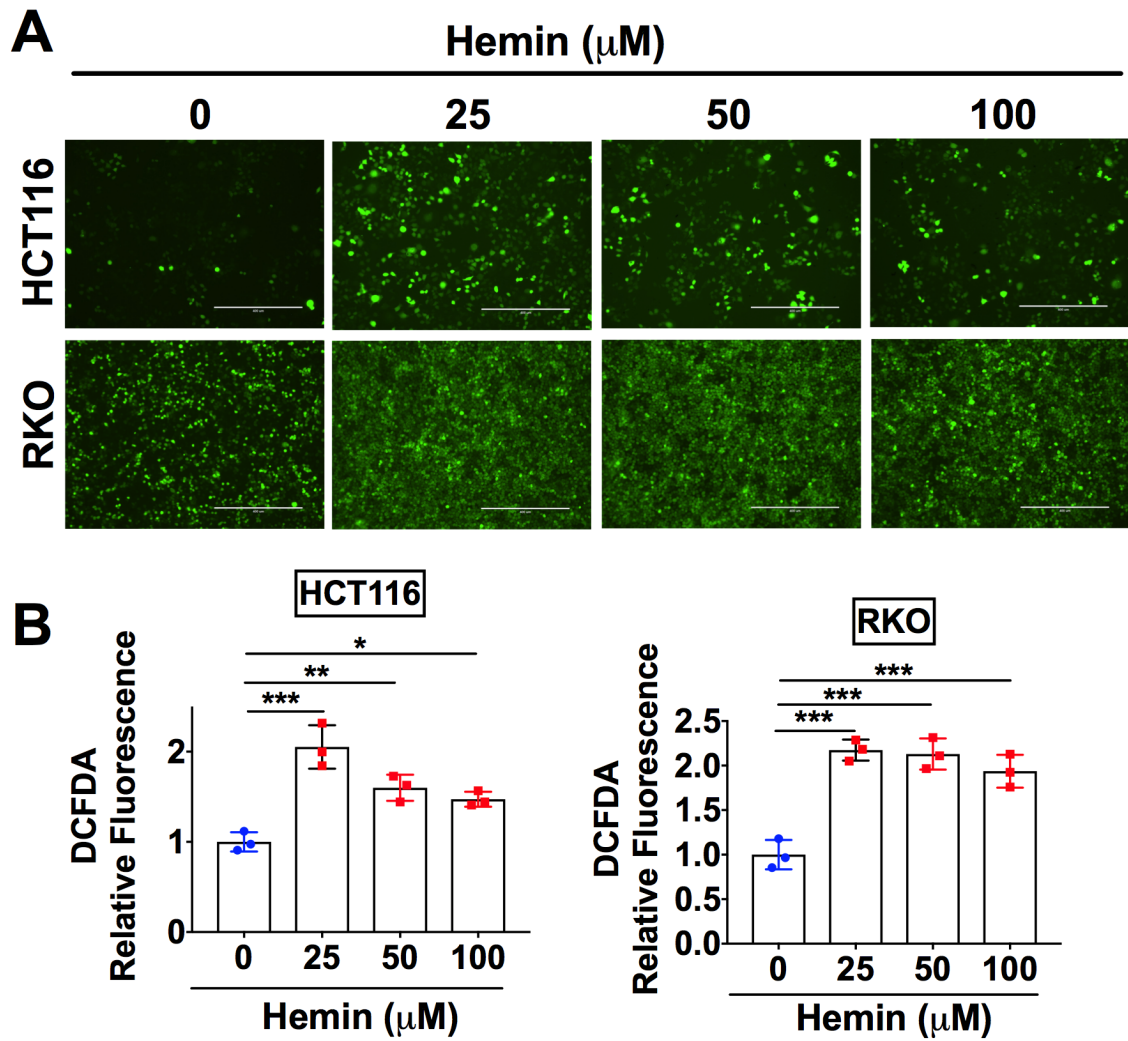 A
Hemin (μM)
0 25 50 100
HCT116
RKO
B
HCT116
DCFDA
Relative Fluorescence
*
**
***
2
1
0
0 25 50 100
Hemin (μM)
RKO
DCFDA
Relative Fluorescence
***
***
***
2.5
2.0
1.5
1.0
0.5
0.0
0 25 50 100
Hemin (μM)